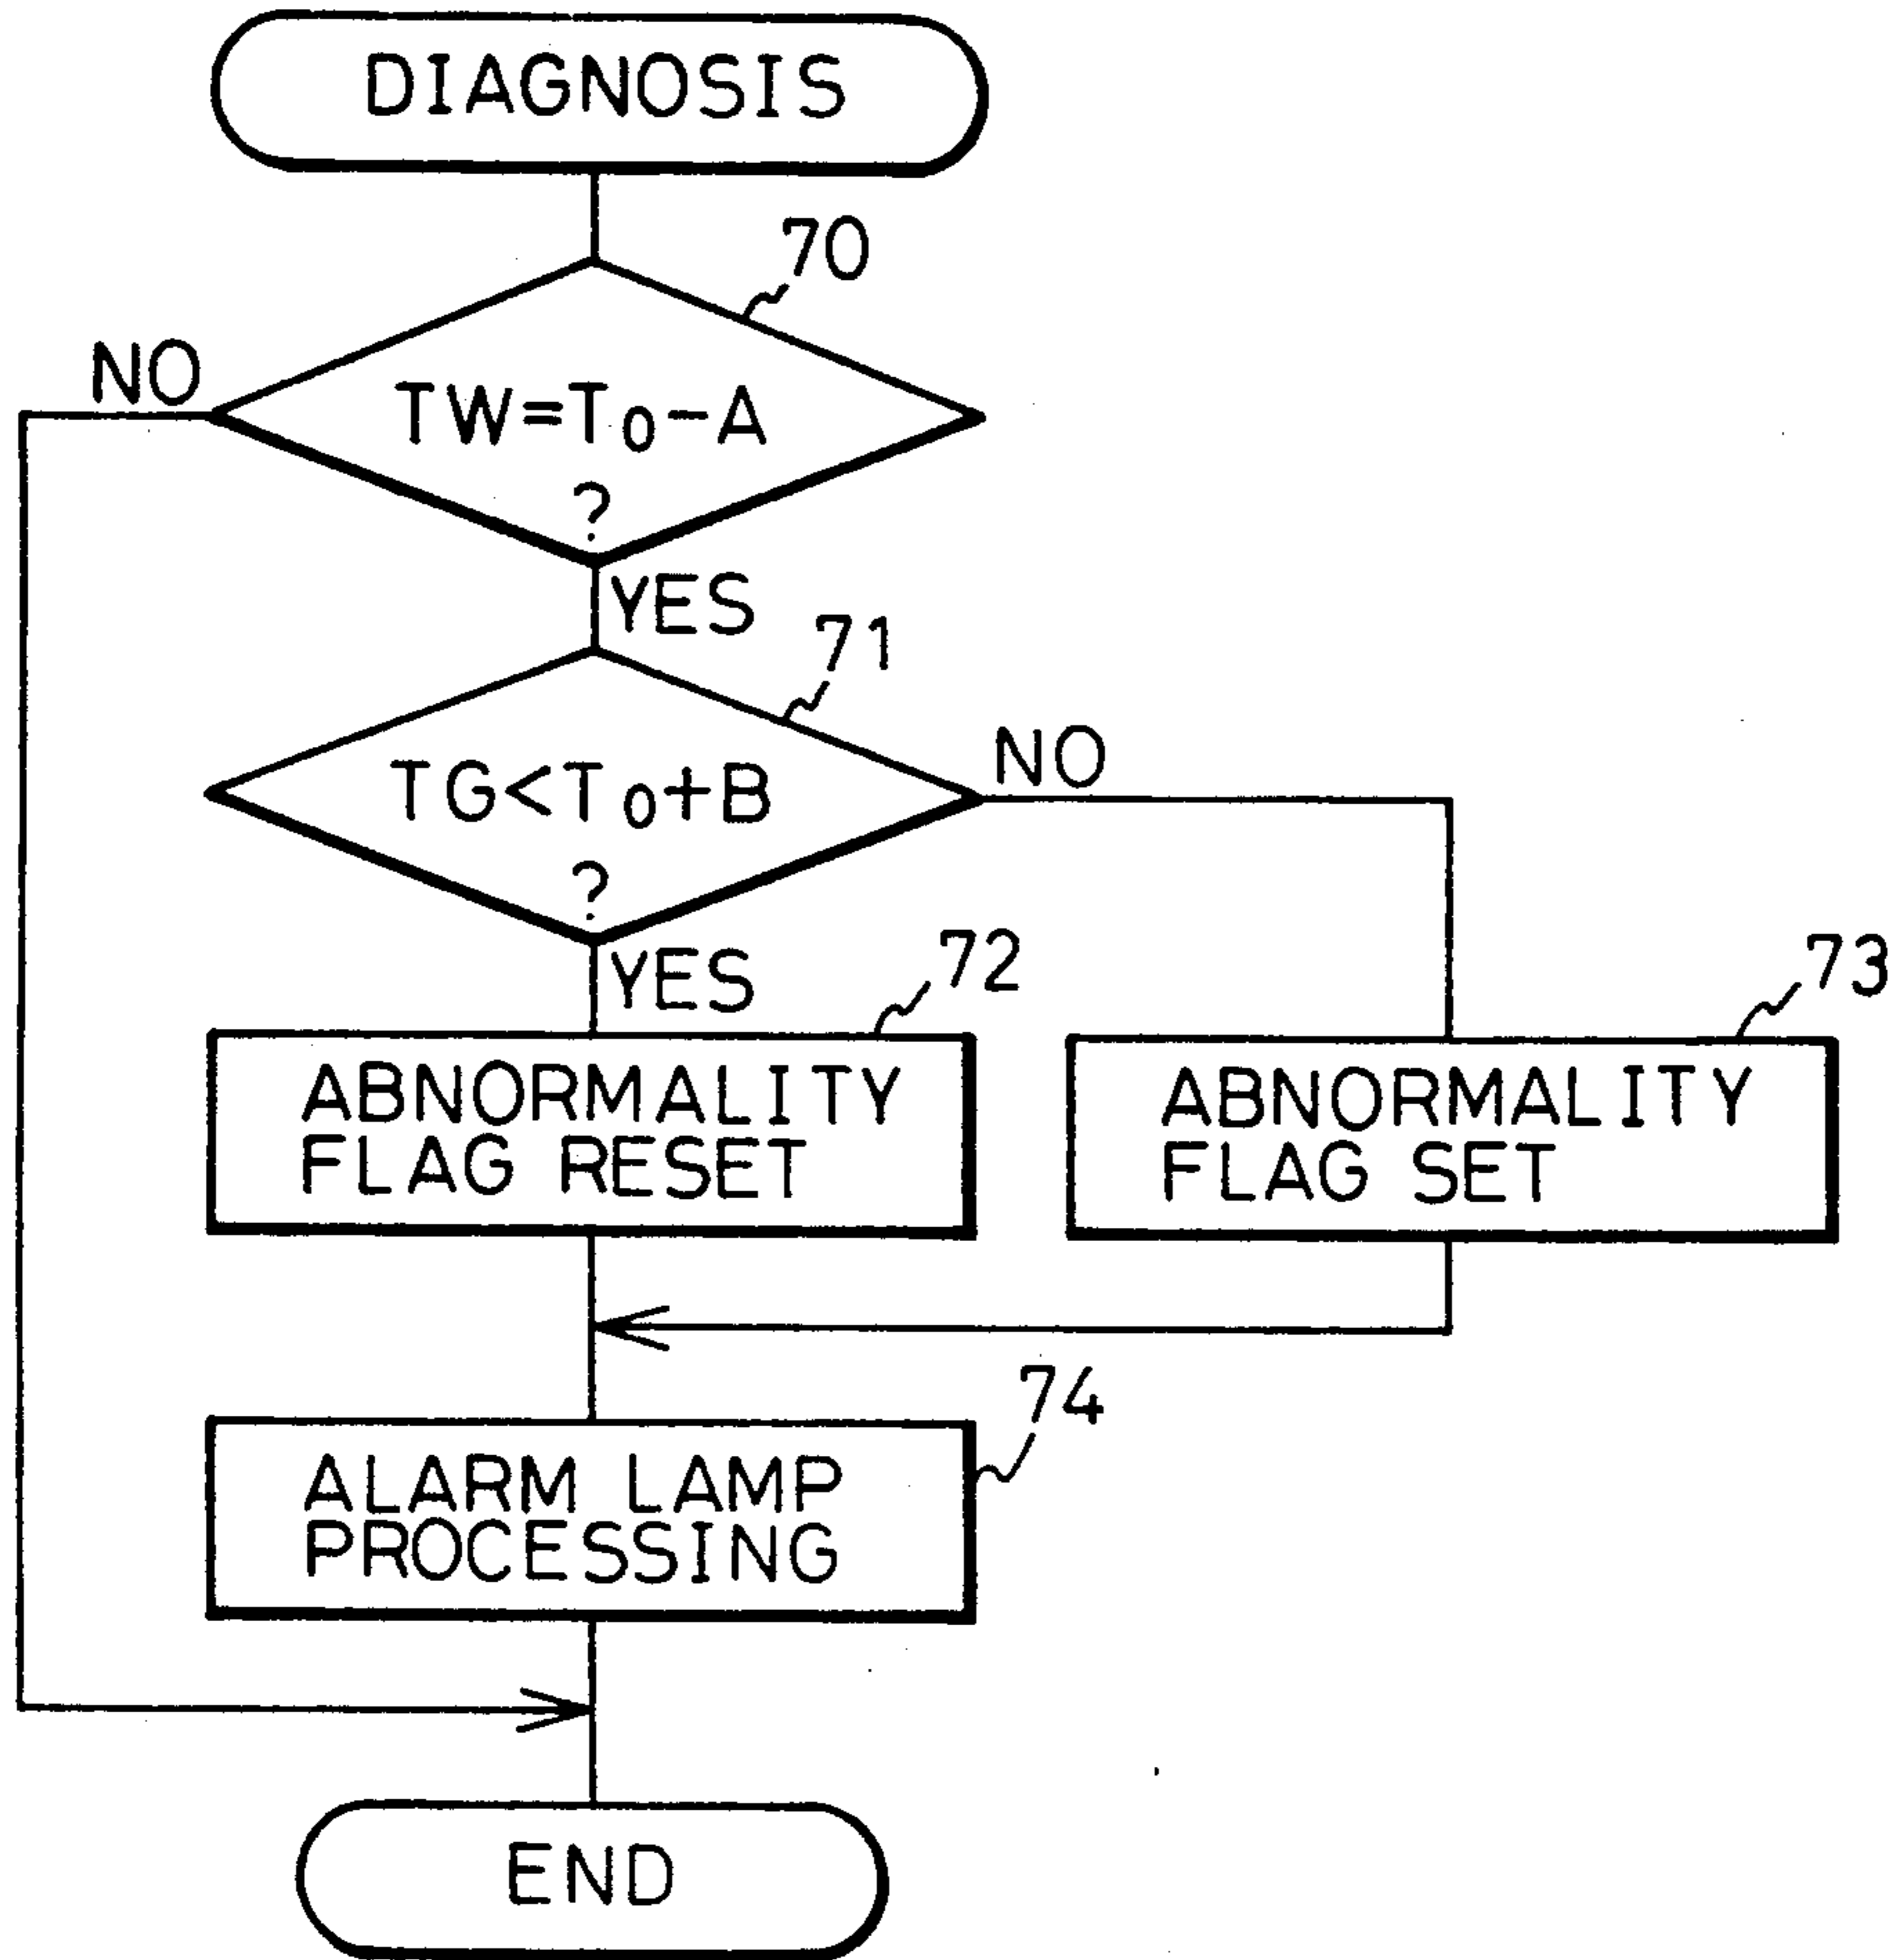 DIAGNOSIS
70
NO
TW=T₀-A
?
YES
71
NO
TG<T₀+B
?
YES
72
73
ABNORMALITY
FLAG RESET
ABNORMALITY
FLAG SET
74
ALARM LAMP
PROCESSING
END